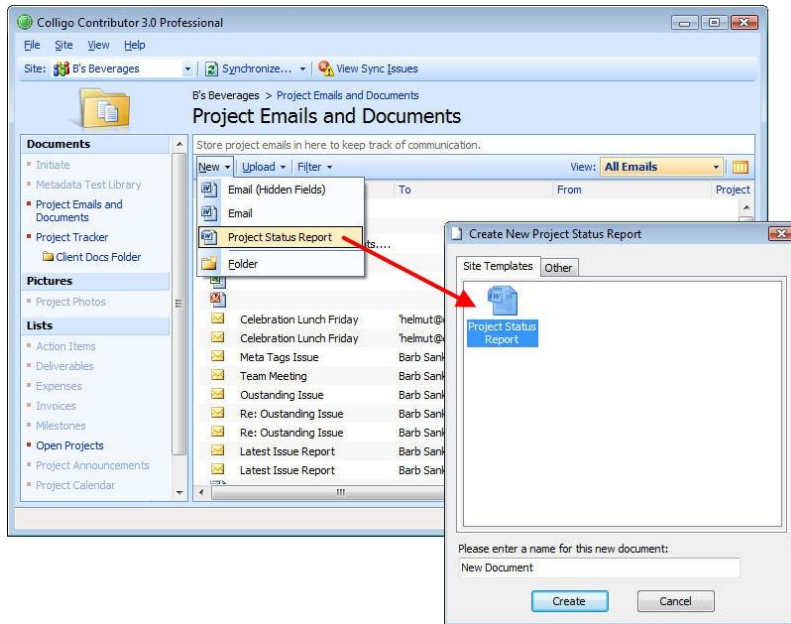 Colligo Contributor 3.0 Professional
File Site View Help
Site: B's Beverages Synchronize... View Sync Issues
B's Beverages > Project Emails and Documents
Project Emails and Documents
Documents
Initiate
Metadata Test Library
Project Emails and
Documents
Project Tracker
Client Docs Folder
Pictures
Project Photos
Lists
Action Items
Deliverables
Expenses
Invoices
Milestones
Open Projects
Project Announcements
Project Calendar
Store project emails in here to keep track of communication.
New Upload Filter View: All Emails
To From Project
Email (Hidden Fields)
Email
Project Status Report
Folder
ts....
Celebration Lunch Friday 'helmut@
Celebration Lunch Friday 'helmut@
Meta Tags Issue Barb Sank
Team Meeting Barb Sank
Oustanding Issue Barb Sank
Re: Oustanding Issue Barb Sank
Re: Oustanding Issue Barb Sank
Latest Issue Report Barb Sank
Latest Issue Report Barb Sank
Create New Project Status Report
Site Templates Other
Project Status
Report
Please enter a name for this new document:
New Document
Create Cancel